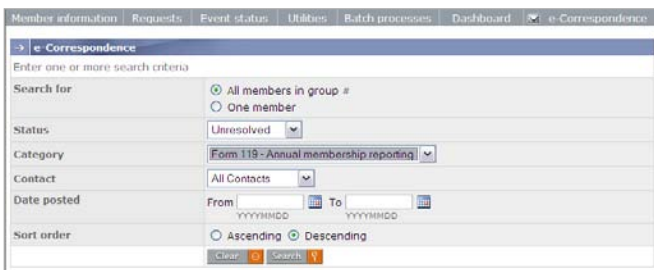 Member information Requests Event status Utilities Batch processes Dashboard e-Correspondence
e-Correspondence
Enter one or more search criteria
Search for All members in group #
One member
Status Unresolved
Category Form 119 - Annual membership reporting
Contact All Contacts
Date posted From To
YYYYMMDD YYYYMMDD
Sort order Ascending Descending
Clear Search